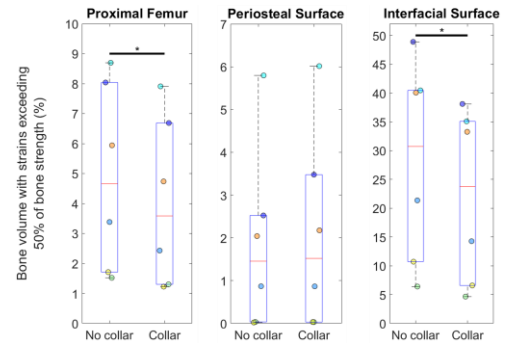 Proximal Femur
Periosteal Surface
Interfacial Surface
Bone volume with strains exceeding
50% of bone strength (%)
10
9
8
7
6
5
4
3
2
1
0
*
No collar
Collar
7
6
5
4
3
2
1
0
No collar
Collar
50
45
40
35
30
25
20
15
10
5
0
*
No collar
Collar